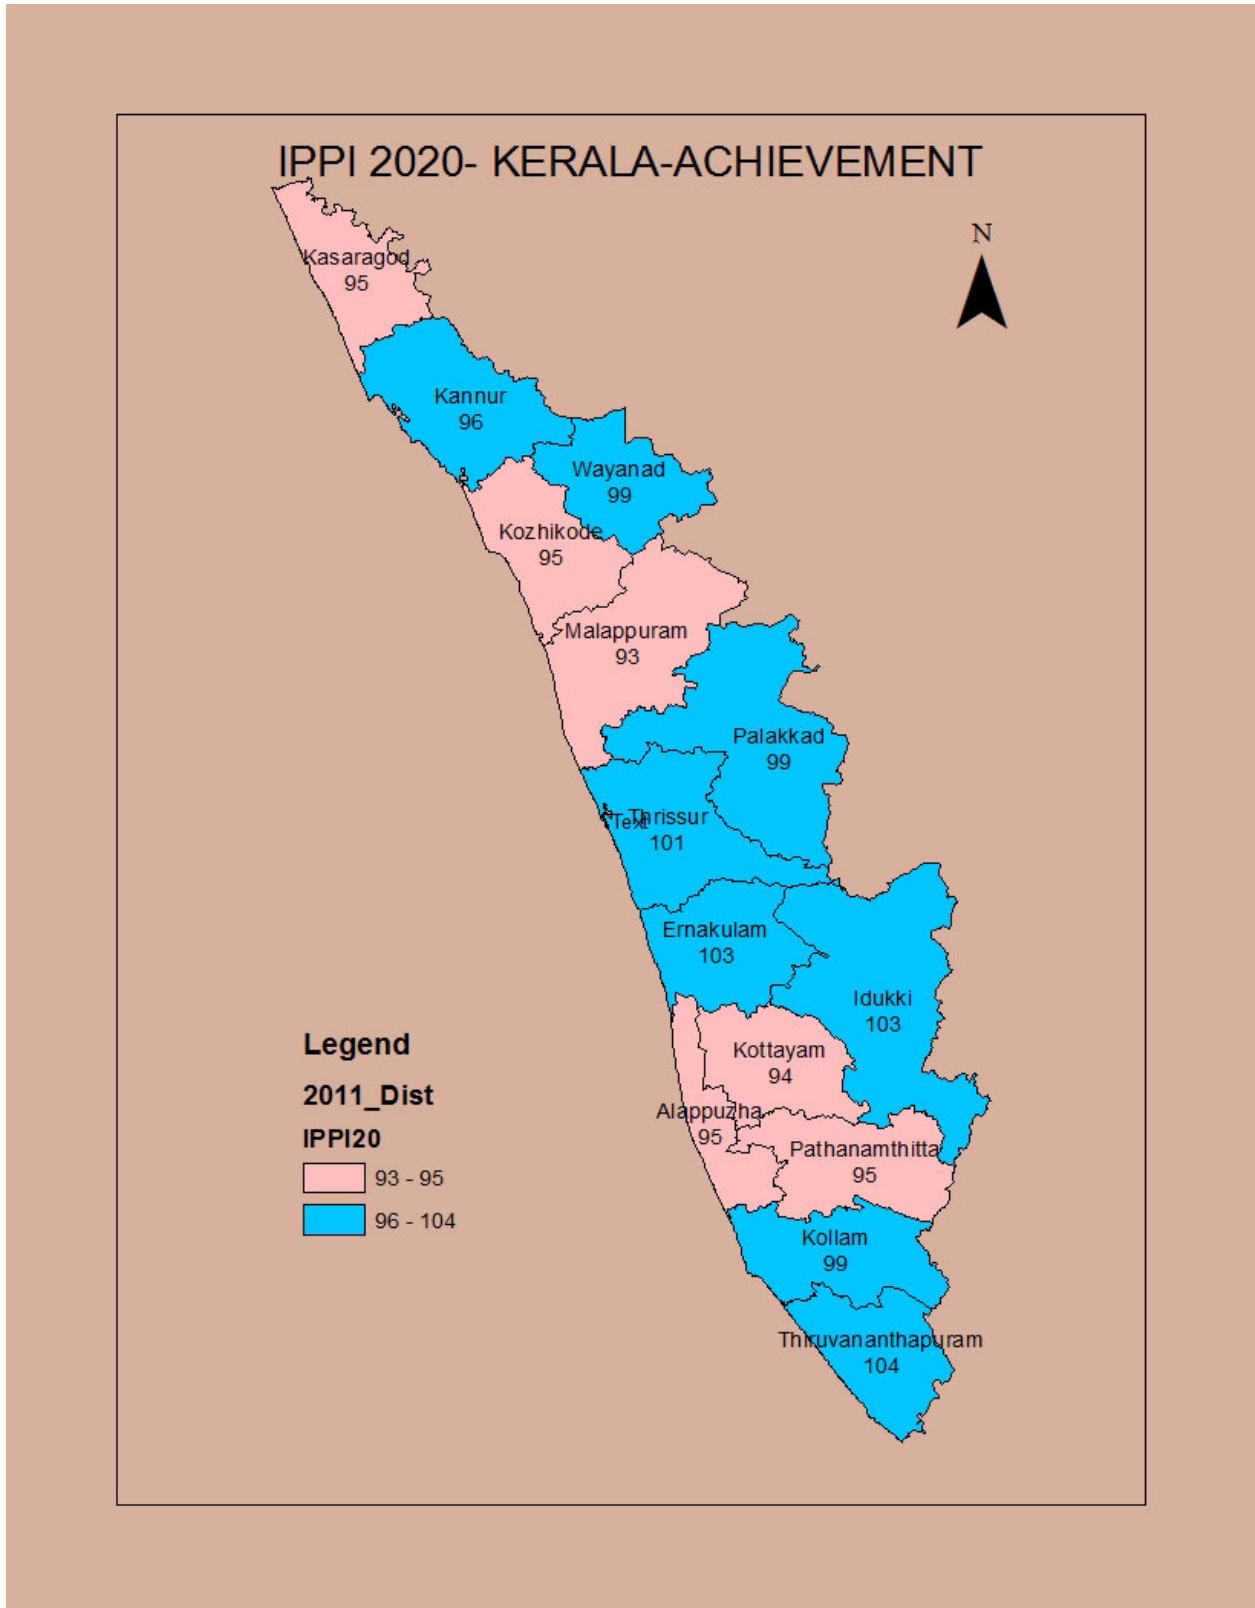 IPPI 2020- KERALA-ACHIEVEMENT
N
Kasaragod
95
Kannur
96
Wayanad
99
Kozhikode
95
Malappuram
93
Palakkad
99
Thrissur
Text
101
Ernakulam
103
Idukki
103
Kottayam
94
Alappuzha
95
Pathanamthitta
95
Kollam
99
Thiruvananthapuram
104
Legend
2011_Dist
IPPI20
93 - 95
96 - 104